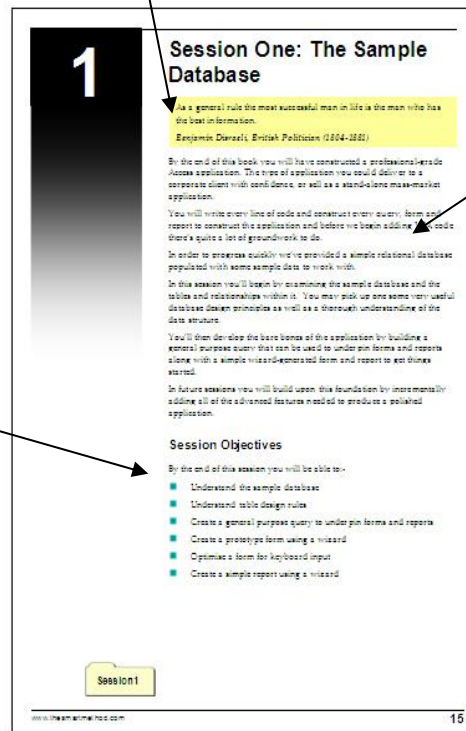 1
Session One: The Sample
Database
As a general rule the most successful man in life is the man who has
the best information.
Benjamin Disraeli, British Politician (1804-1881)
By the end of this book you will have constructed a professional-grade
Access application. The type of application you could deliver to a
corporate client with confidence, or sell as a stand-alone mass-market
application.
You will write every line of code and construct every query, form and
report to construct the application and before we begin adding code
there's quite a lot of groundwork to do.
In order to progress quickly we've provided a simple relational database
populated with some sample data to work with.
In this session you'll begin by examining the sample database and the
tables and relationships within it. You may pick up one some very useful
database design principles as well as a thorough understanding of the
data struture.
You'll then develop the bare bones of the application by building a
general purpose query that can be used to underpin forms and reports
along with a simple wizard-generated form and report to get things
started.
In future sessions you will build upon this foundation by incrementally
adding all of the advanced features needed to produce a polished
application.
Session Objectives
By the end of this session you will be able to:-
Understand the sample database
Understand table design rules
Create a general purpose query to underpin forms and reports
Create a prototype form using a wizard
Optimise a form for keyboard input
Create a simple report using a wizard
Session1
www.thesmartmethod.com
15